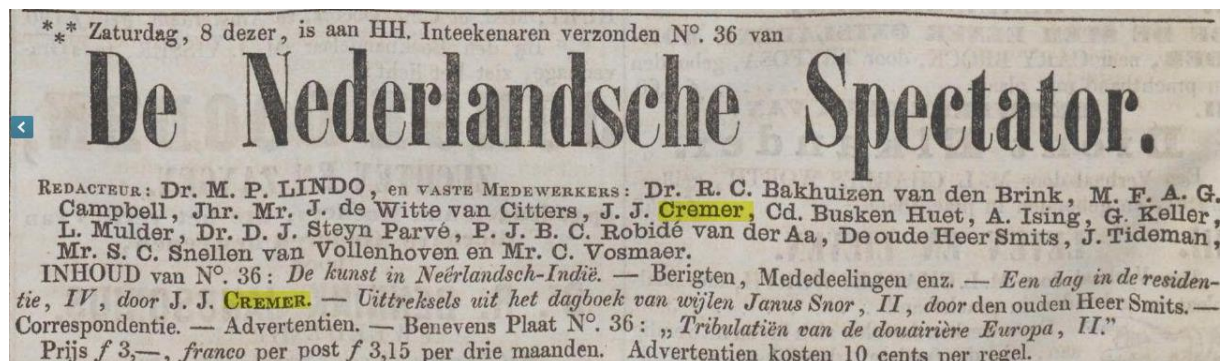 *** Zaturdag, 8 dezer, is aan HH. Inteekenaren verzonden N°. 36 van
De Nederlandsche Spectator.
REDACTEUR: Dr. M. P. LINDO, en VASTE MEDEWERKERS: Dr. R. C. Bakhuizen van den Brink, M. F. A. G.
Campbell, Jhr. Mr. J. de Witte van Citters, J. J. Cremer, Cd. Busken Huet, A. Ising, G. Keller,
L. Mulder, Dr. D. J. Steyn Parvé, P. J. B. C. Robidé van der Aa, De oude Heer Smits, J. Tideman,
Mr. S. C. Snellen van Vollenhoven en Mr. C. Vosmaer.
INHOUD van N°. 36: De kunst in Neêrlandsch-Indië. — Berigten, Mededeelingen enz. — Een dag in de residen-
tie, IV, door J. J. CREMER. — Uittreksels uit het dagboek van wijlen Janus Snor, II, door den ouden Heer Smits. —
Correspondentie. — Advertentien. — Benevens Plaat N°. 36: „Tribulatiën van de douairière Europa, II."
Prijs f 3,—, franco per post f 3,15 per drie maanden. Advertentien kosten 10 cents per regel.